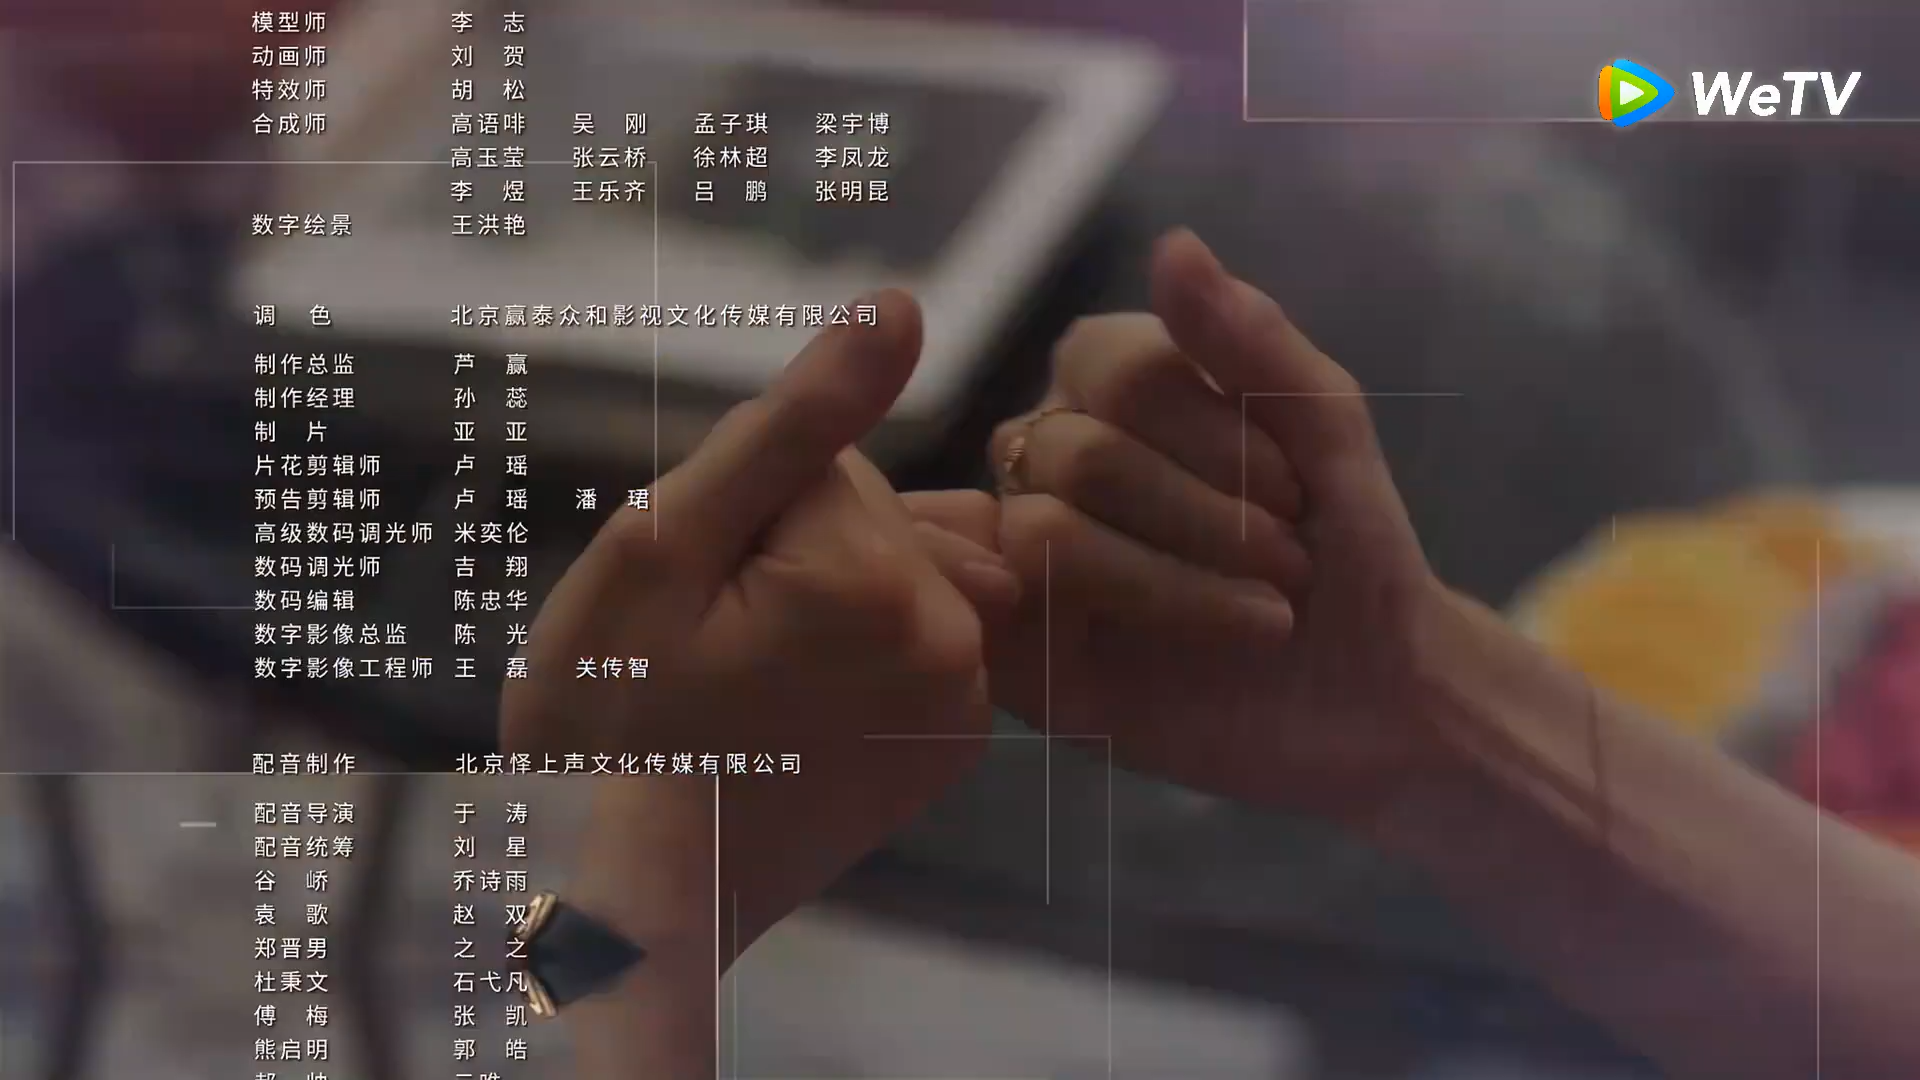 模型师 李 志
动画师 刘 贺
特效师 胡 松
合成师 高语啡 吴 刚 孟子琪 梁宇博
高玉莹 张云桥 徐林超 李凤龙
李 煜 王乐齐 吕 鹏 张明昆
数字绘景 王洪艳
调 色 北京赢泰众和影视文化传媒有限公司
制作总监 芦 赢
制作经理 孙 蕊
制 片 亚 亚
片花剪辑师 卢 瑶
预告剪辑师 卢 瑶 潘 珺
高级数码调光师 米奕伦
数码调光师 吉 翔
数码编辑 陈忠华
数字影像总监 陈 光
数字影像工程师 王 磊 关传智
配音制作 北京怿上声文化传媒有限公司
配音导演 于 涛
配音统筹 刘 星
谷 峤 乔诗雨
袁 歌 赵 双
郑晋男 之 之
杜秉文 石弋凡
傅 梅 张 凯
熊启明 郭 皓
WeTV